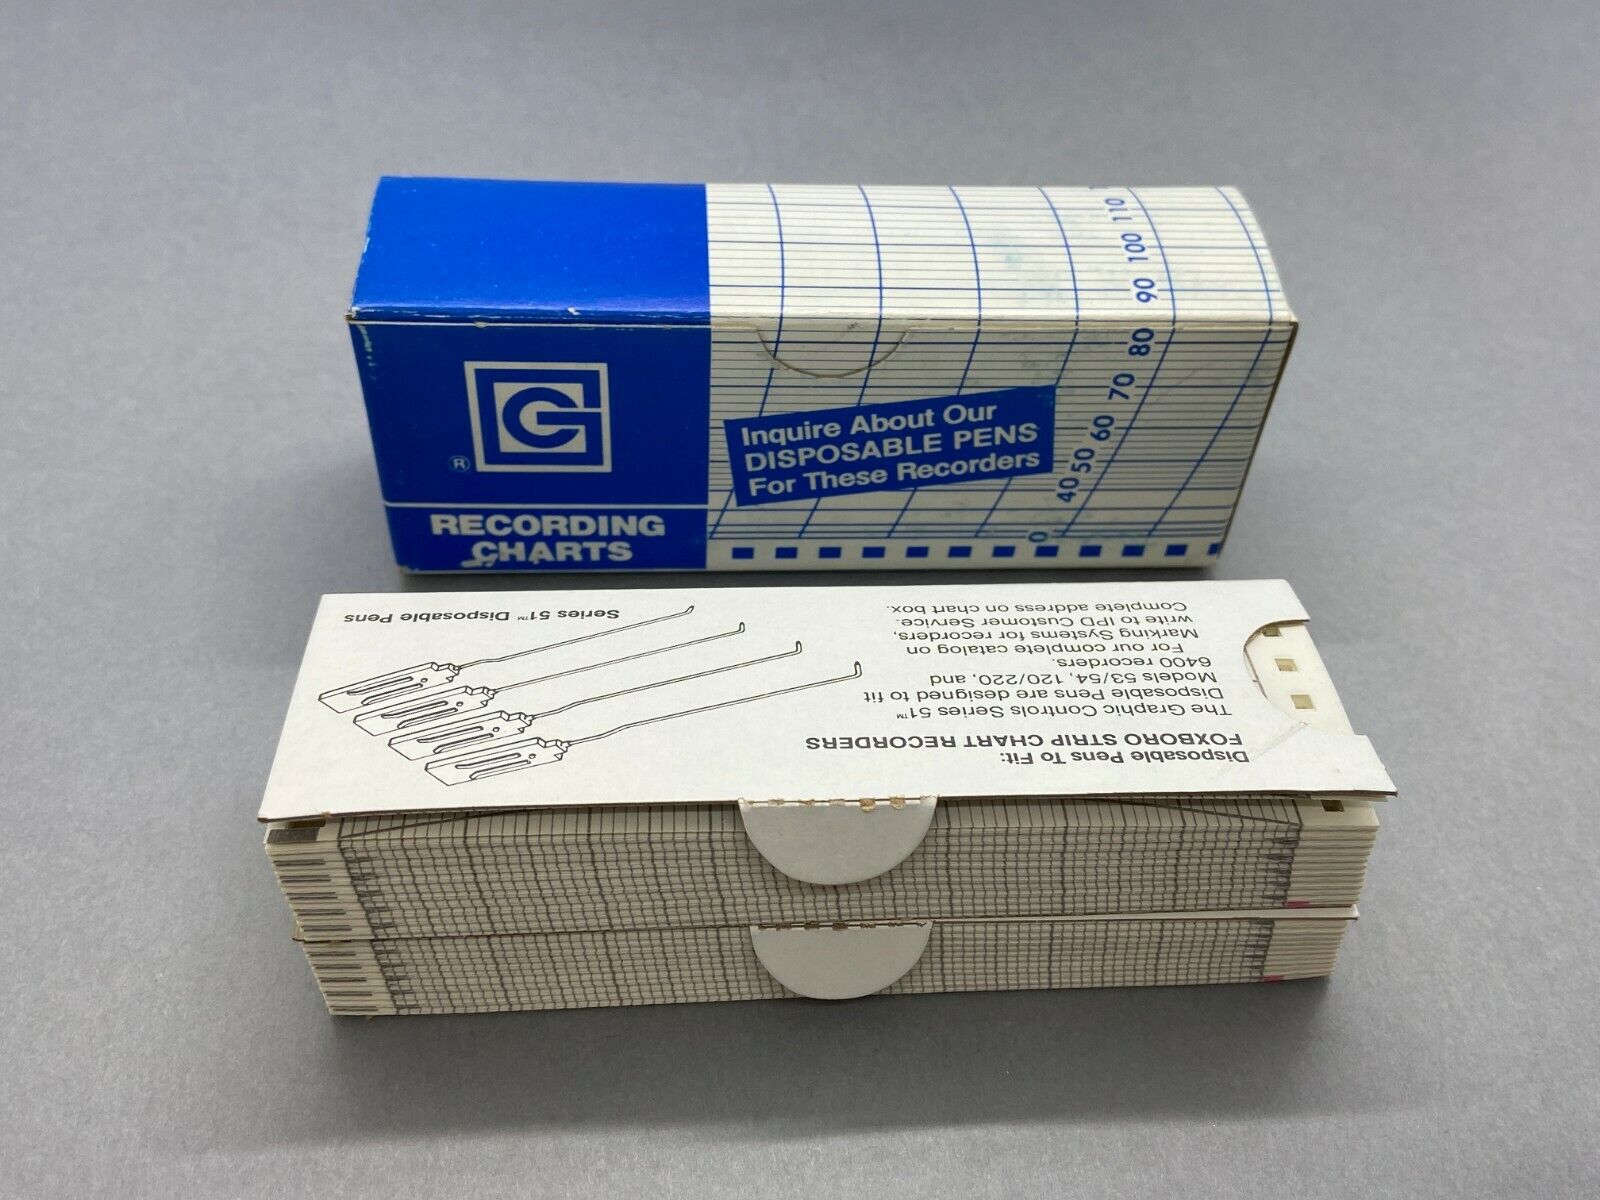 GC
®
RECORDING
CHARTS
Inquire About Our
DISPOSABLE PENS
For These Recorders
0
40
50
60
70
80
90
100
110
Disposable Pens To Fit:
FOXBORO STRIP CHART RECORDERS
The Graphic Controls Series 51™
Disposable Pens are designed to fit
Models 53/54, 120/220, and
6400 recorders.
For our complete catalog on
Marking Systems for recorders,
write to IPD Customer Service.
Complete address on chart box.
Series 51™ Disposable Pens